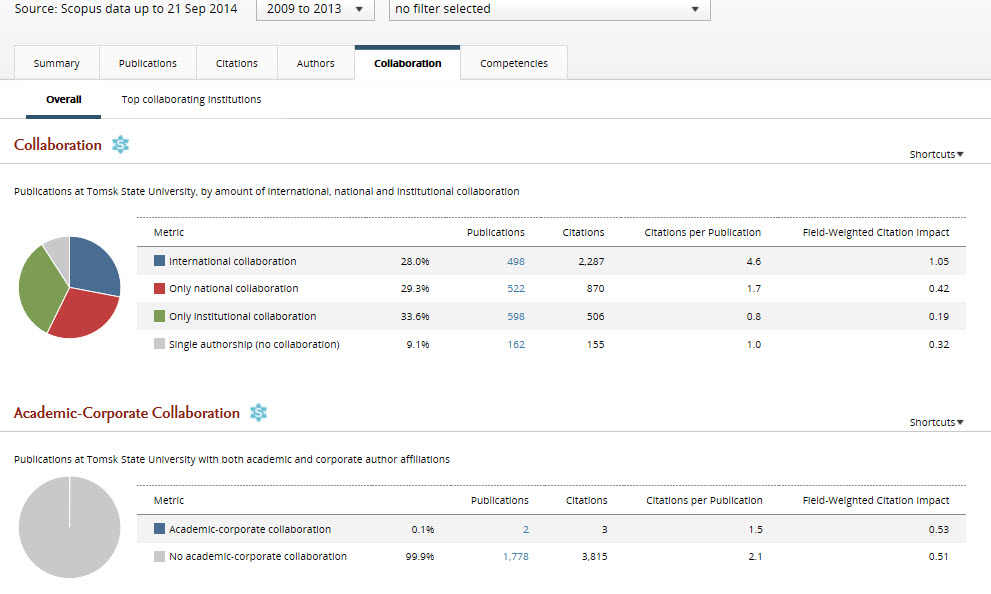 Source: Scopus data up to 21 Sep 2014 2009 to 2013 no filter selected
Summary Publications Citations Authors Collaboration Competencies
Overall Top collaborating Institutions
Collaboration
Shortcuts
Publications at Tomsk State University, by amount of international, national and institutional collaboration
Metric Publications Citations Citations per Publication Field-Weighted Citation Impact
International collaboration 28.0% 498 2,287 4.6 1.05
Only national collaboration 29.3% 522 870 1.7 0.42
Only institutional collaboration 33.6% 598 506 0.8 0.19
Single authorship (no collaboration) 9.1% 162 155 1.0 0.32
Academic-Corporate Collaboration
Shortcuts
Publications at Tomsk State University with both academic and corporate author affiliations
Metric Publications Citations Citations per Publication Field-Weighted Citation Impact
Academic-corporate collaboration 0.1% 2 3 1.5 0.53
No academic-corporate collaboration 99.9% 1,778 3,815 2.1 0.51